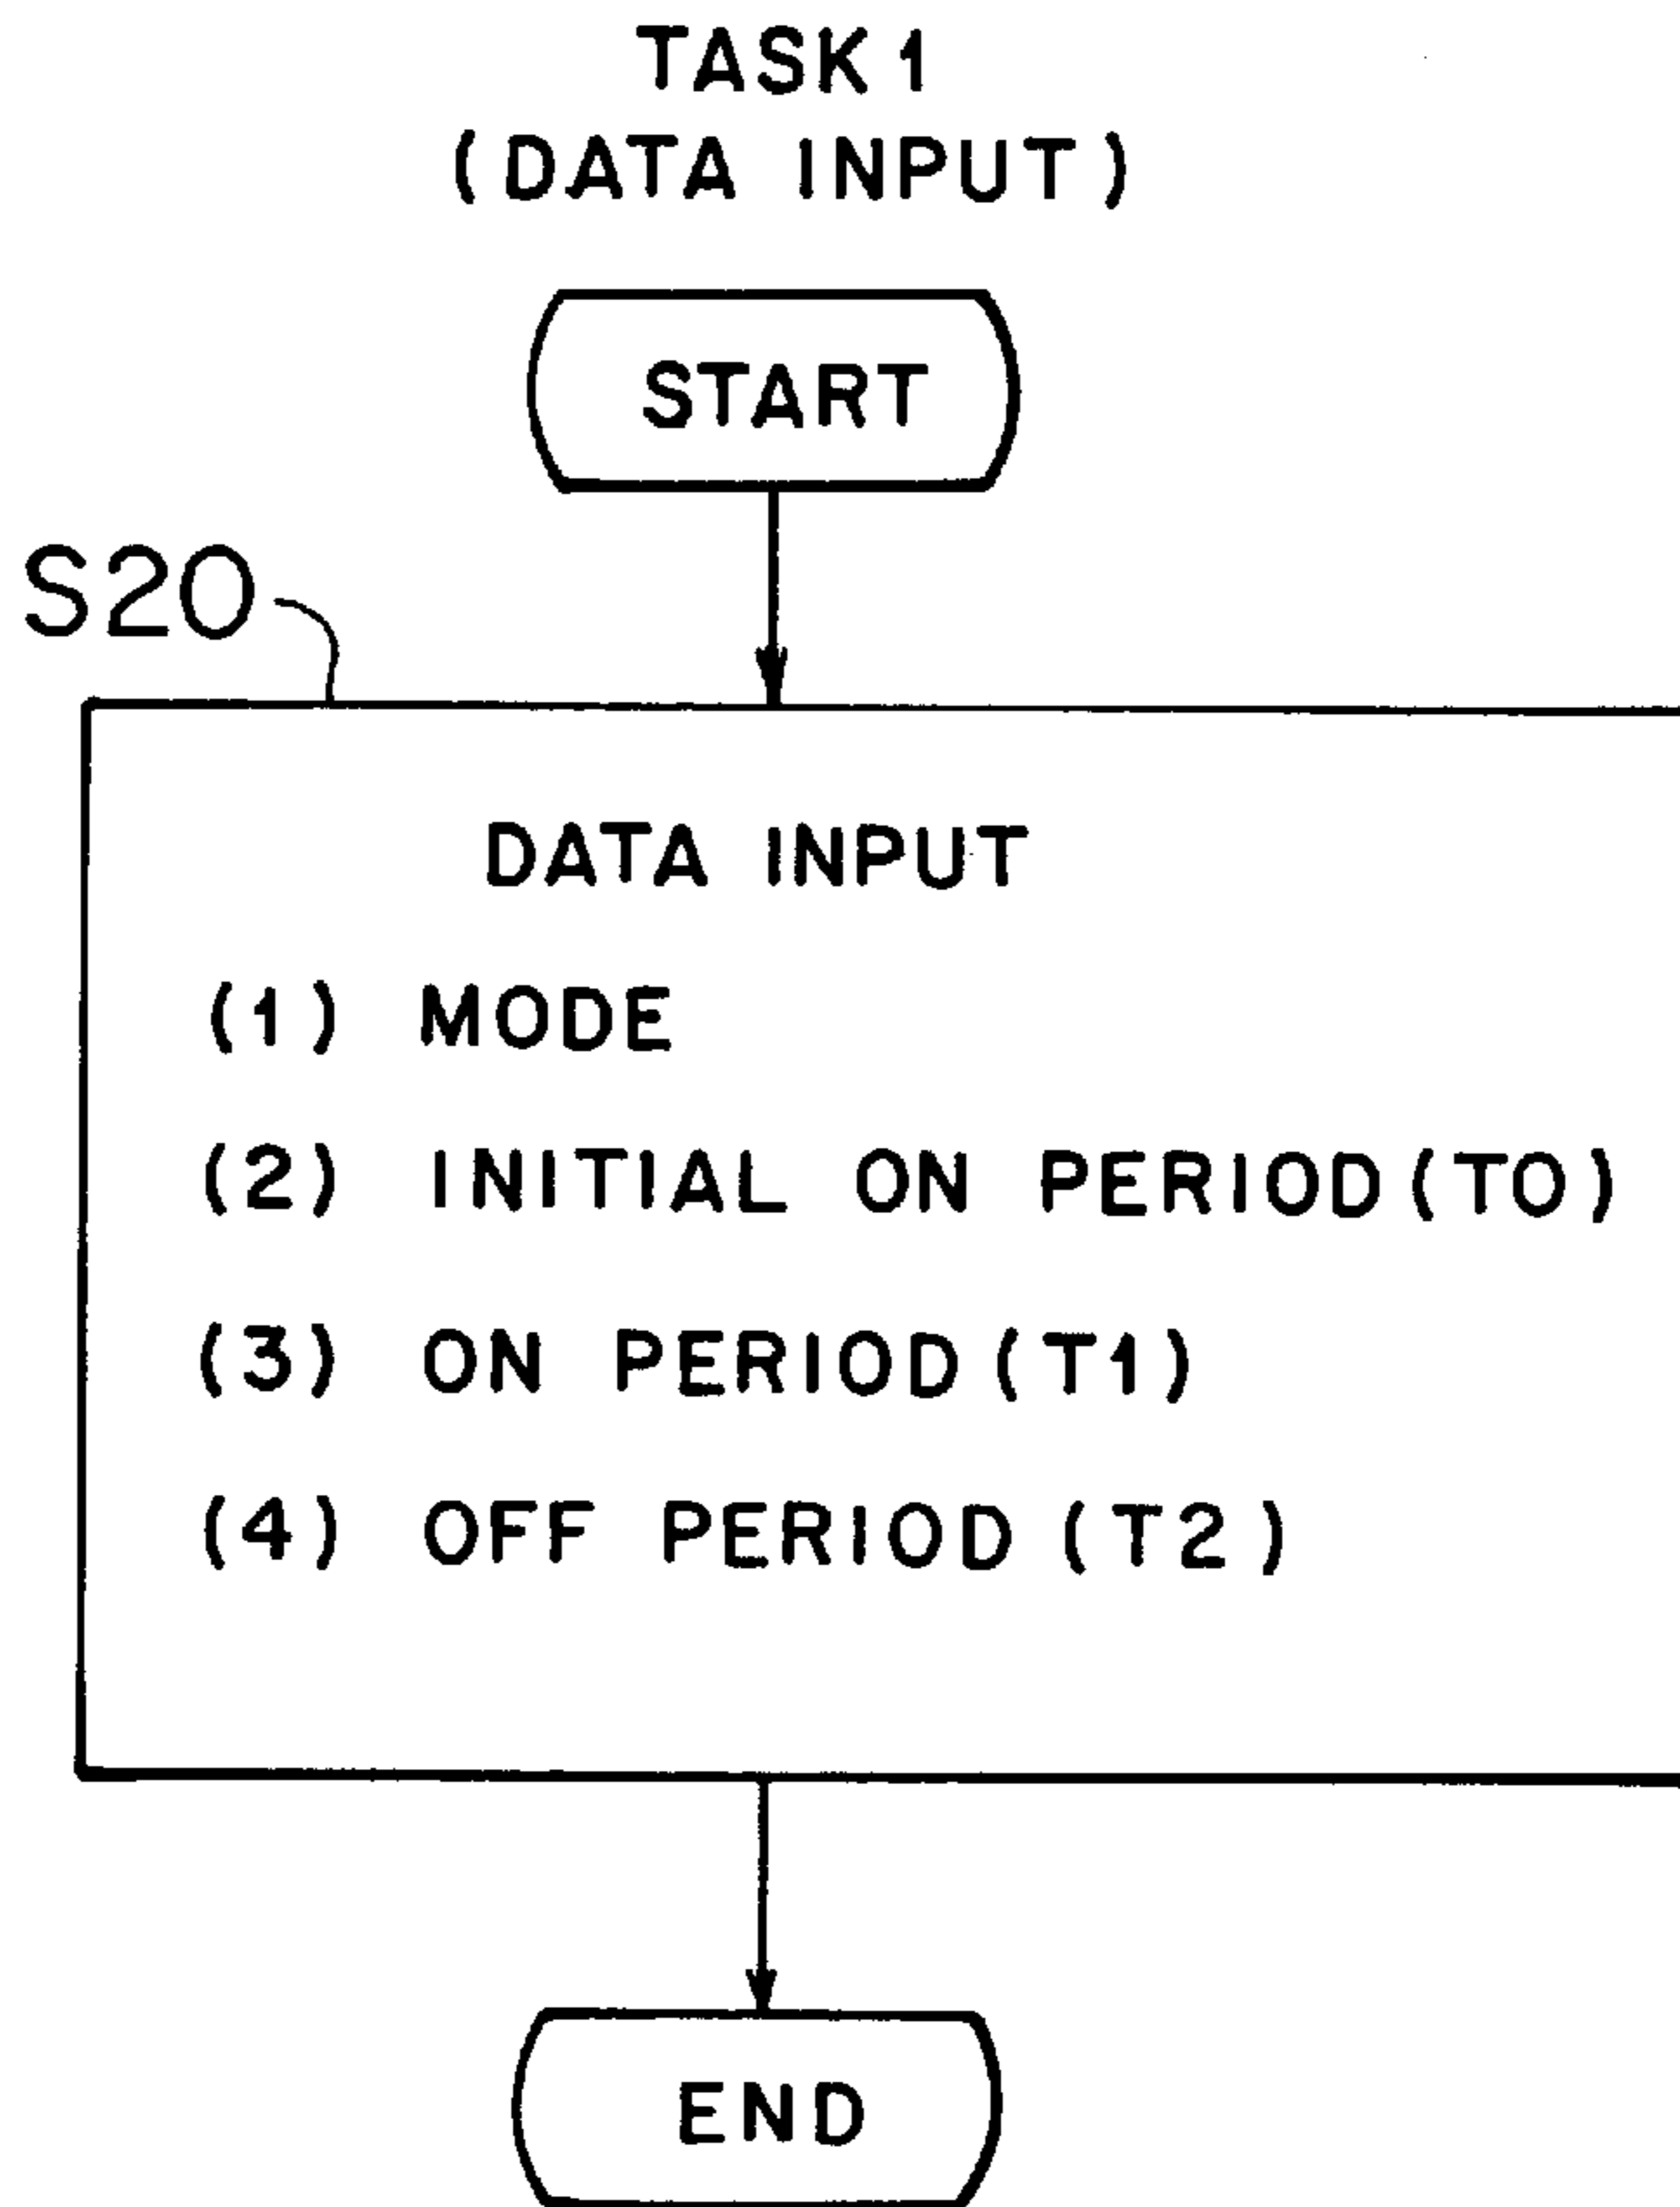 TASK 1
(DATA INPUT)
START
S20
DATA INPUT
(1) MODE
(2) INITIAL ON PERIOD(TO)
(3) ON PERIOD(T1)
(4) OFF PERIOD(T2)
END